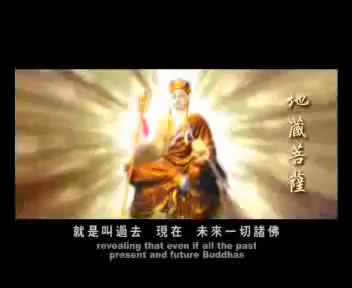 地藏菩薩
就是叫過去 現在 未來一切諸佛
revealing that even if all the past
present and future Buddhas